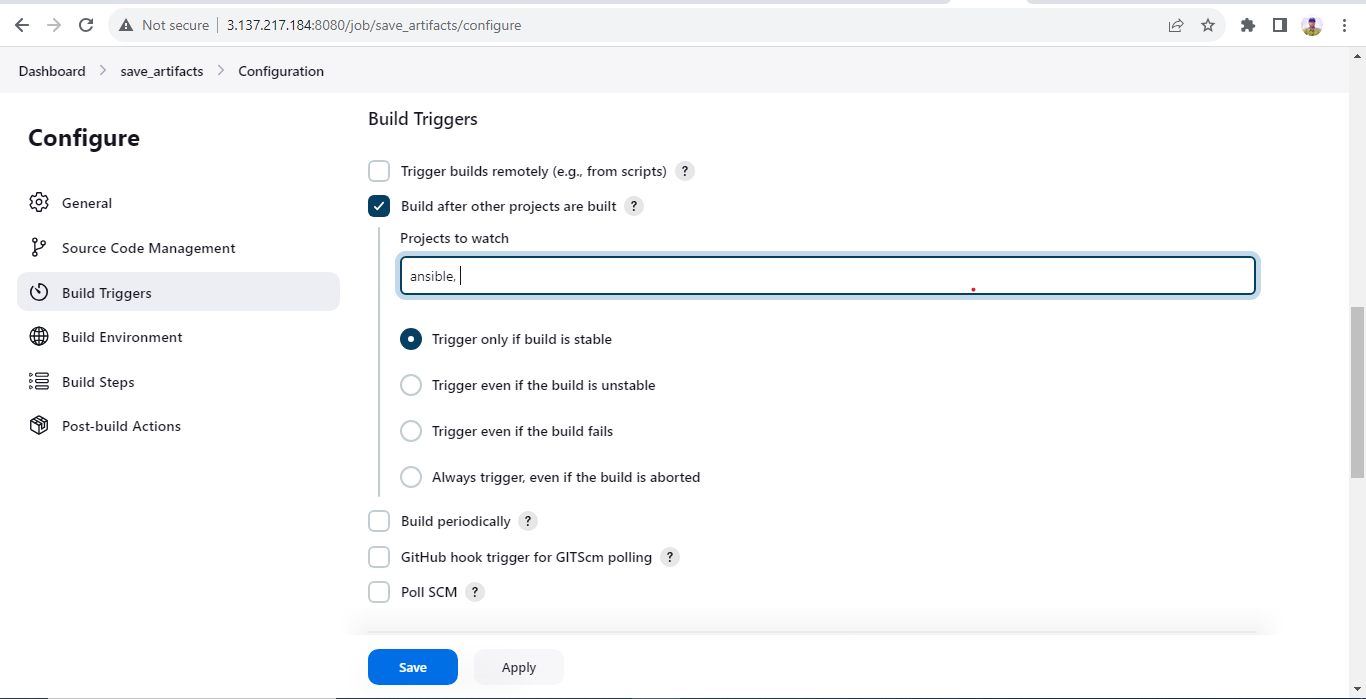 Not secure | 3.137.217.184:8080/job/save_artifacts/configure
Dashboard > save_artifacts > Configuration
Configure
General
Source Code Management
Build Triggers
Build Environment
Build Steps
Post-build Actions
Build Triggers
Trigger builds remotely (e.g., from scripts) ?
Build after other projects are built ?
Projects to watch
ansible,
Trigger only if build is stable
Trigger even if the build is unstable
Trigger even if the build fails
Always trigger, even if the build is aborted
Build periodically ?
GitHub hook trigger for GITScm polling ?
Poll SCM ?
Save
Apply